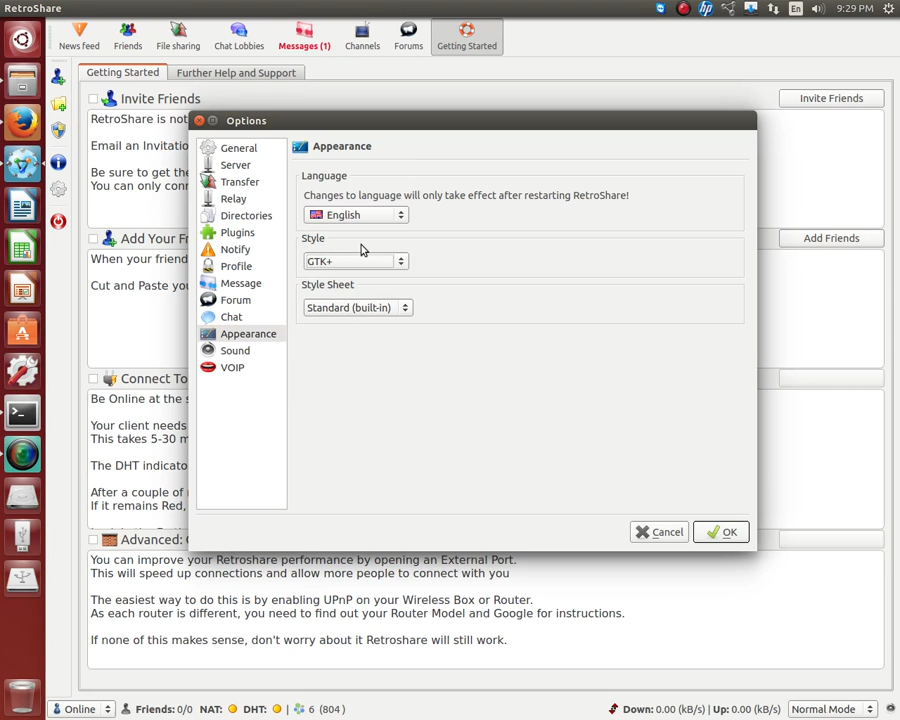 RetroShare
En
9:29 PM
News feed
Friends
File sharing
Chat Lobbies
Messages (1)
Channels
Forums
Getting Started
Getting Started
Further Help and Support
Invite Friends
Invite Friends
RetroShare is not
Email an Invitatio
Be sure to get the
You can only conn
Add Your Fr
Add Friends
When your friend
Cut and Paste you
Connect To
Be Online at the s
Your client needs
This takes 5-30 m
The DHT indicato
After a couple of
If it remains Red,
Advanced:
You can improve your Retroshare performance by opening an External Port.
This will speed up connections and allow more people to connect with you
The easiest way to do this is by enabling UPnP on your Wireless Box or Router.
As each router is different, you need to find out your Router Model and Google for instructions.
If none of this makes sense, don't worry about it Retroshare will still work.
Options
General
Server
Transfer
Relay
Directories
Plugins
Notify
Profile
Message
Forum
Chat
Appearance
Sound
VOIP
Appearance
Language
Changes to language will only take effect after restarting RetroShare!
English
Style
GTK+
Style Sheet
Standard (built-in)
Cancel
OK
Online
Friends: 0/0
NAT:
DHT:
6 (804)
Down: 0.00 (kB/s) | Up: 0.00 (kB/s)
Normal Mode